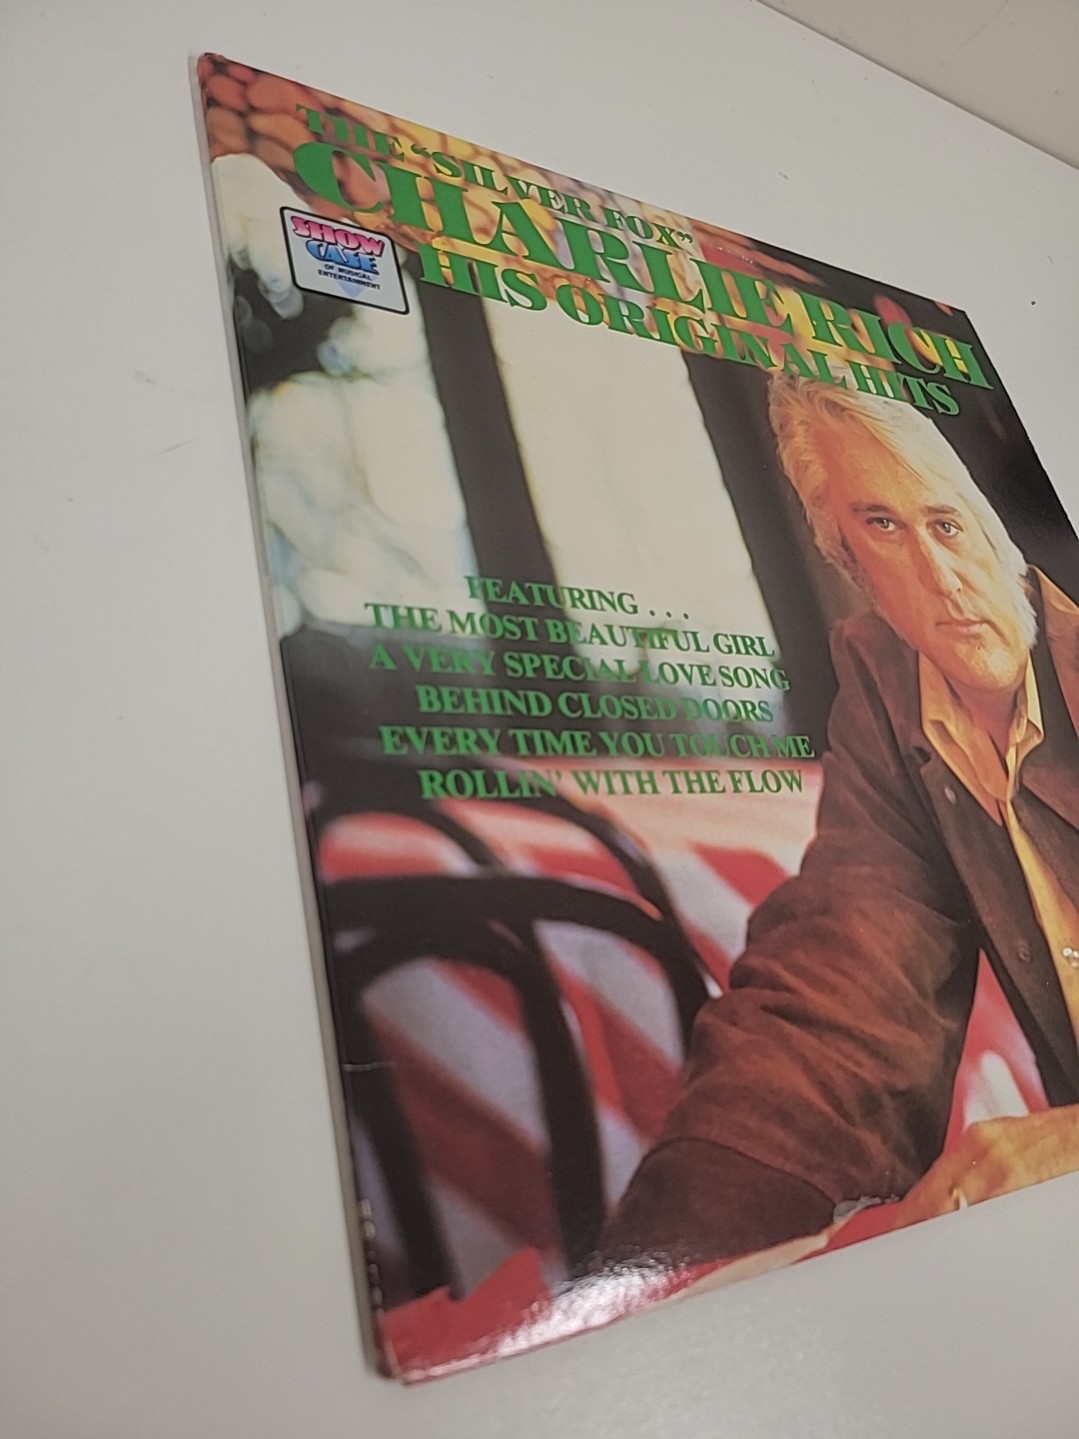 THE “SILVER FOX”
CHARLIE RICH
HIS ORIGINAL HITS
SHOW
CASE
OF MUSICAL
ENTERTAINMENT
FEATURING . . .
THE MOST BEAUTIFUL GIRL
A VERY SPECIAL LOVE SONG
BEHIND CLOSED DOORS
EVERY TIME YOU TOUCH ME
ROLLIN’ WITH THE FLOW